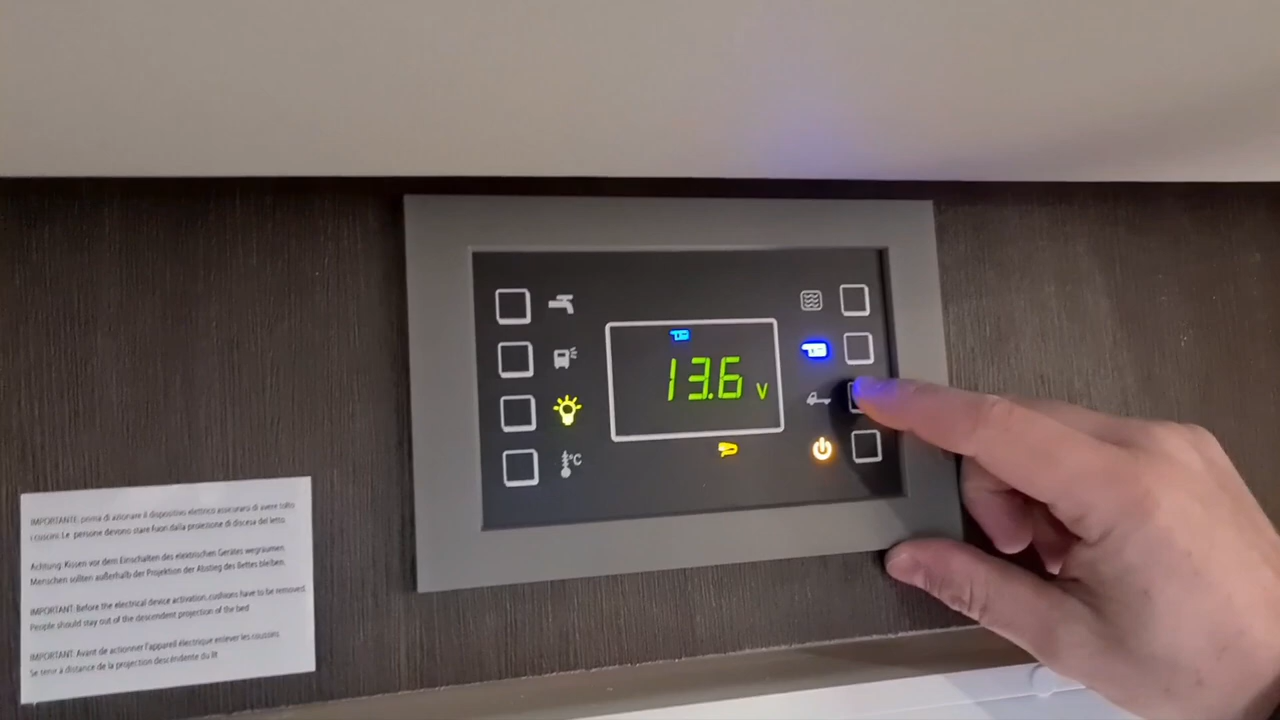 °C
13.6 V
IMPORTANTE: prima di azionare il dispositivo elettrico assicurarsi di avere tolto
i cuscini. Le persone devono stare fuori dalla proiezione di discesa del letto.
Achtung: Kissen vor dem Einschalten des elektrischen Gerätes wegräumen.
Menschen sollten außerhalb der Projektion der Abstieg des Bettes bleiben.
IMPORTANT: Before the electrical device activation, cushions have to be removed.
People should stay out of the descendent projection of the bed
IMPORTANT: Avant de actionner l'appareil électrique enlever les coussins.
Se tenir à distance de la projection descendente du lit